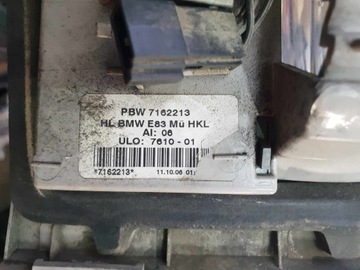 PBW 7162213
HL BMW E83 Mü HKL
AI: 06
ULO: 7610 - 01
*7162213* 11.10.06 01: